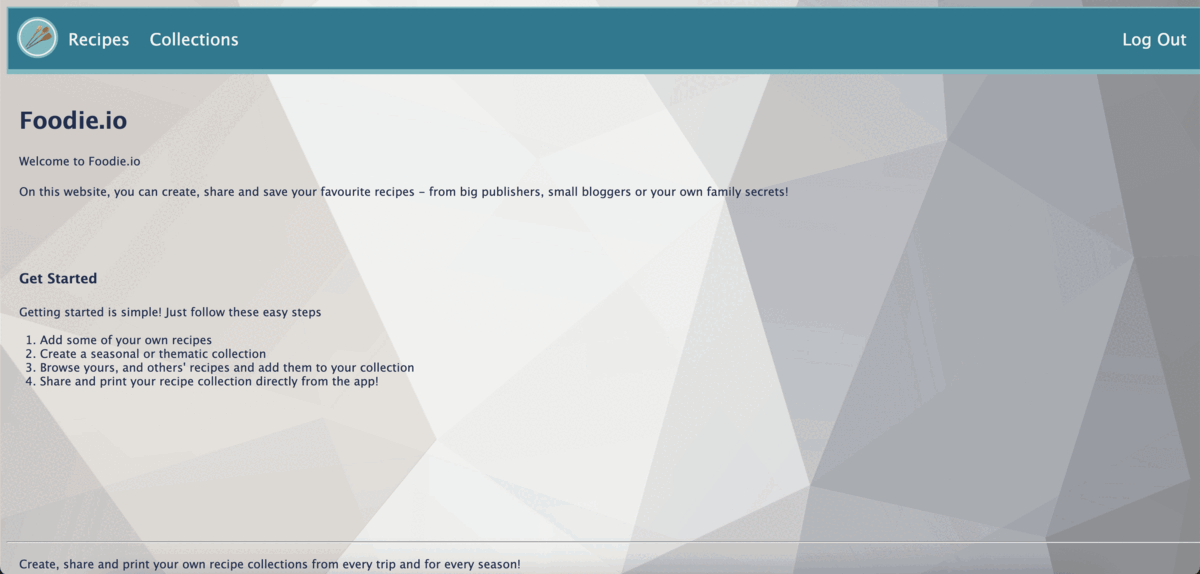 Recipes Collections Log Out
Foodie.io
Welcome to Foodie.io
On this website, you can create, share and save your favourite recipes – from big publishers, small bloggers or your own family secrets!
Get Started
Getting started is simple! Just follow these easy steps
1. Add some of your own recipes
2. Create a seasonal or thematic collection
3. Browse yours, and others' recipes and add them to your collection
4. Share and print your recipe collection directly from the app!
Create, share and print your own recipe collections from every trip and for every season!